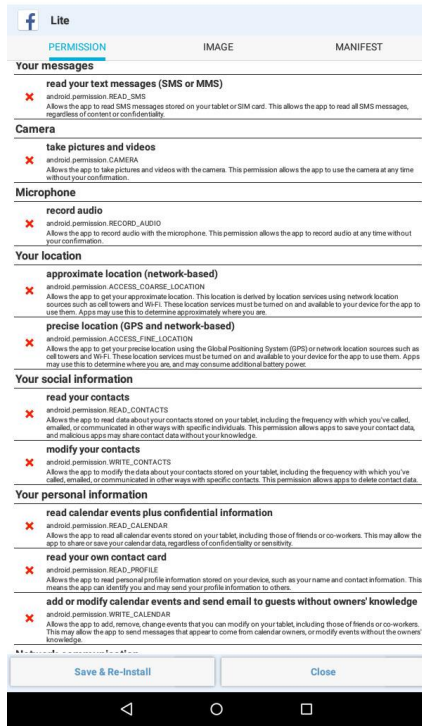 Lite
PERMISSION IMAGE MANIFEST
Your messages
read your text messages (SMS or MMS)
android.permission.READ_SMS
Allows the app to read SMS messages stored on your tablet or SIM card. This allows the app to read all SMS messages,
regardless of content or confidentiality.
Camera
take pictures and videos
android.permission.CAMERA
Allows the app to take pictures and videos with the camera. This permission allows the app to use the camera at any time
without your confirmation.
Microphone
record audio
android.permission.RECORD_AUDIO
Allows the app to record audio with the microphone. This permission allows the app to record audio at any time without
your confirmation.
Your location
approximate location (network-based)
android.permission.ACCESS_COARSE_LOCATION
Allows the app to get your approximate location. This location is derived by location services using network location
sources such as cell towers and Wi-Fi. These location services must be turned on and available to your device for the app to
use them. Apps may use this to determine approximately where you are.
precise location (GPS and network-based)
android.permission.ACCESS_FINE_LOCATION
Allows the app to get your precise location using the Global Positioning System (GPS) or network location sources such as
cell towers and Wi-Fi. These location services must be turned on and available to your device for the app to use them. Apps
may use this to determine where you are, and may consume additional battery power.
Your social information
read your contacts
android.permission.READ_CONTACTS
Allows the app to read data about your contacts stored on your tablet, including the frequency with which you've called,
emailed, or communicated in other ways with specific individuals. This permission allows apps to save your contact data,
and malicious apps may share contact data without your knowledge.
modify your contacts
android.permission.WRITE_CONTACTS
Allows the app to modify the data about your contacts stored on your tablet, including the frequency with which you've
called, emailed, or communicated in other ways with specific contacts. This permission allows apps to delete contact data.
Your personal information
read calendar events plus confidential information
android.permission.READ_CALENDAR
Allows the app to read all calendar events stored on your tablet, including those of friends or co-workers. This may allow the
app to share or save your calendar data, regardless of confidentiality or sensitivity.
read your own contact card
android.permission.READ_PROFILE
Allows the app to read personal profile information stored on your device, such as your name and contact information. This
means the app can identify you and may send your profile information to others.
add or modify calendar events and send email to guests without owners' knowledge
android.permission.WRITE_CALENDAR
Allows the app to add, remove, change events that you can modify on your tablet, including those of friends or co-workers.
This may allow the app to send messages that appear to come from calendar owners, or modify events without the owners'
knowledge.
Network communication
Save & Re-Install Close